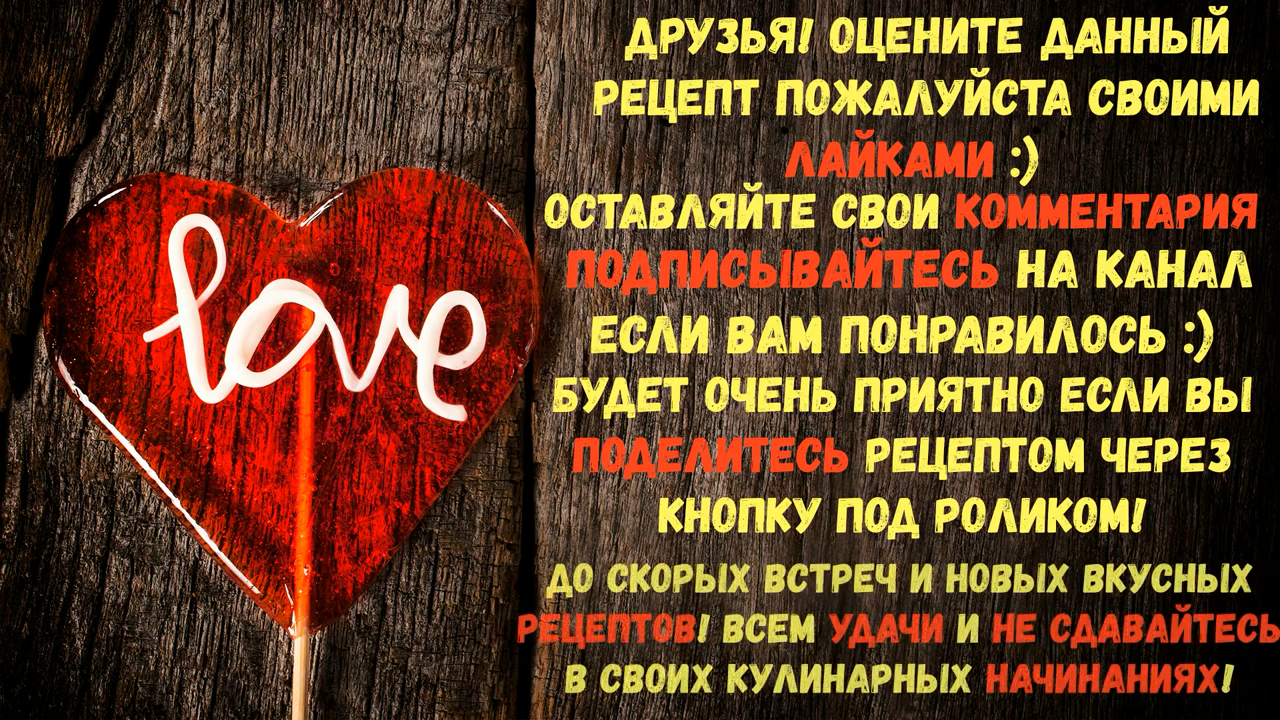 love
ДРУЗЬЯ! ОЦЕНИТЕ ДАННЫЙ
РЕЦЕПТ ПОЖАЛУЙСТА СВОИМИ
ЛАЙКАМИ :)
ОСТАВЛЯЙТЕ СВОИ КОММЕНТАРИЯ
ПОДПИСЫВАЙТЕСЬ НА КАНАЛ
ЕСЛИ ВАМ ПОНРАВИЛОСЬ :)
БУДЕТ ОЧЕНЬ ПРИЯТНО ЕСЛИ ВЫ
ПОДЕЛИТЕСЬ РЕЦЕПТОМ ЧЕРЕЗ
КНОПКУ ПОД РОЛИКОМ!
ДО СКОРЫХ ВСТРЕЧ И НОВЫХ ВКУСНЫХ
РЕЦЕПТОВ! ВСЕМ УДАЧИ И НЕ СДАВАЙТЕСЬ
В СВОИХ КУЛИНАРНЫХ НАЧИНАНИЯХ!